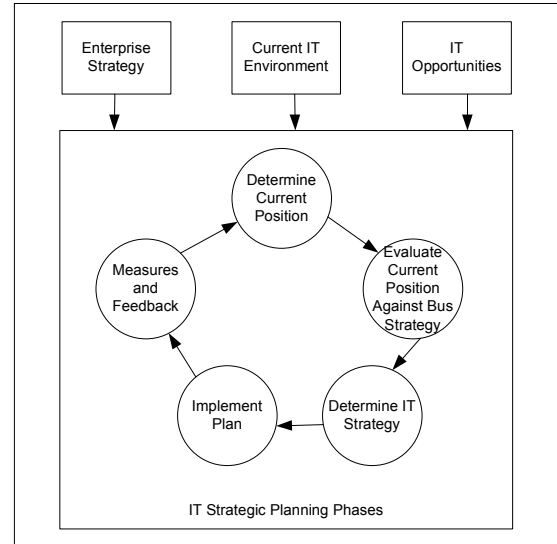 Enterprise
Strategy
Current IT
Environment
IT
Opportunities
Determine
Current
Position
Evaluate
Current
Position
Against Bus
Strategy
Determine IT
Strategy
Implement
Plan
Measures
and
Feedback
IT Strategic Planning Phases